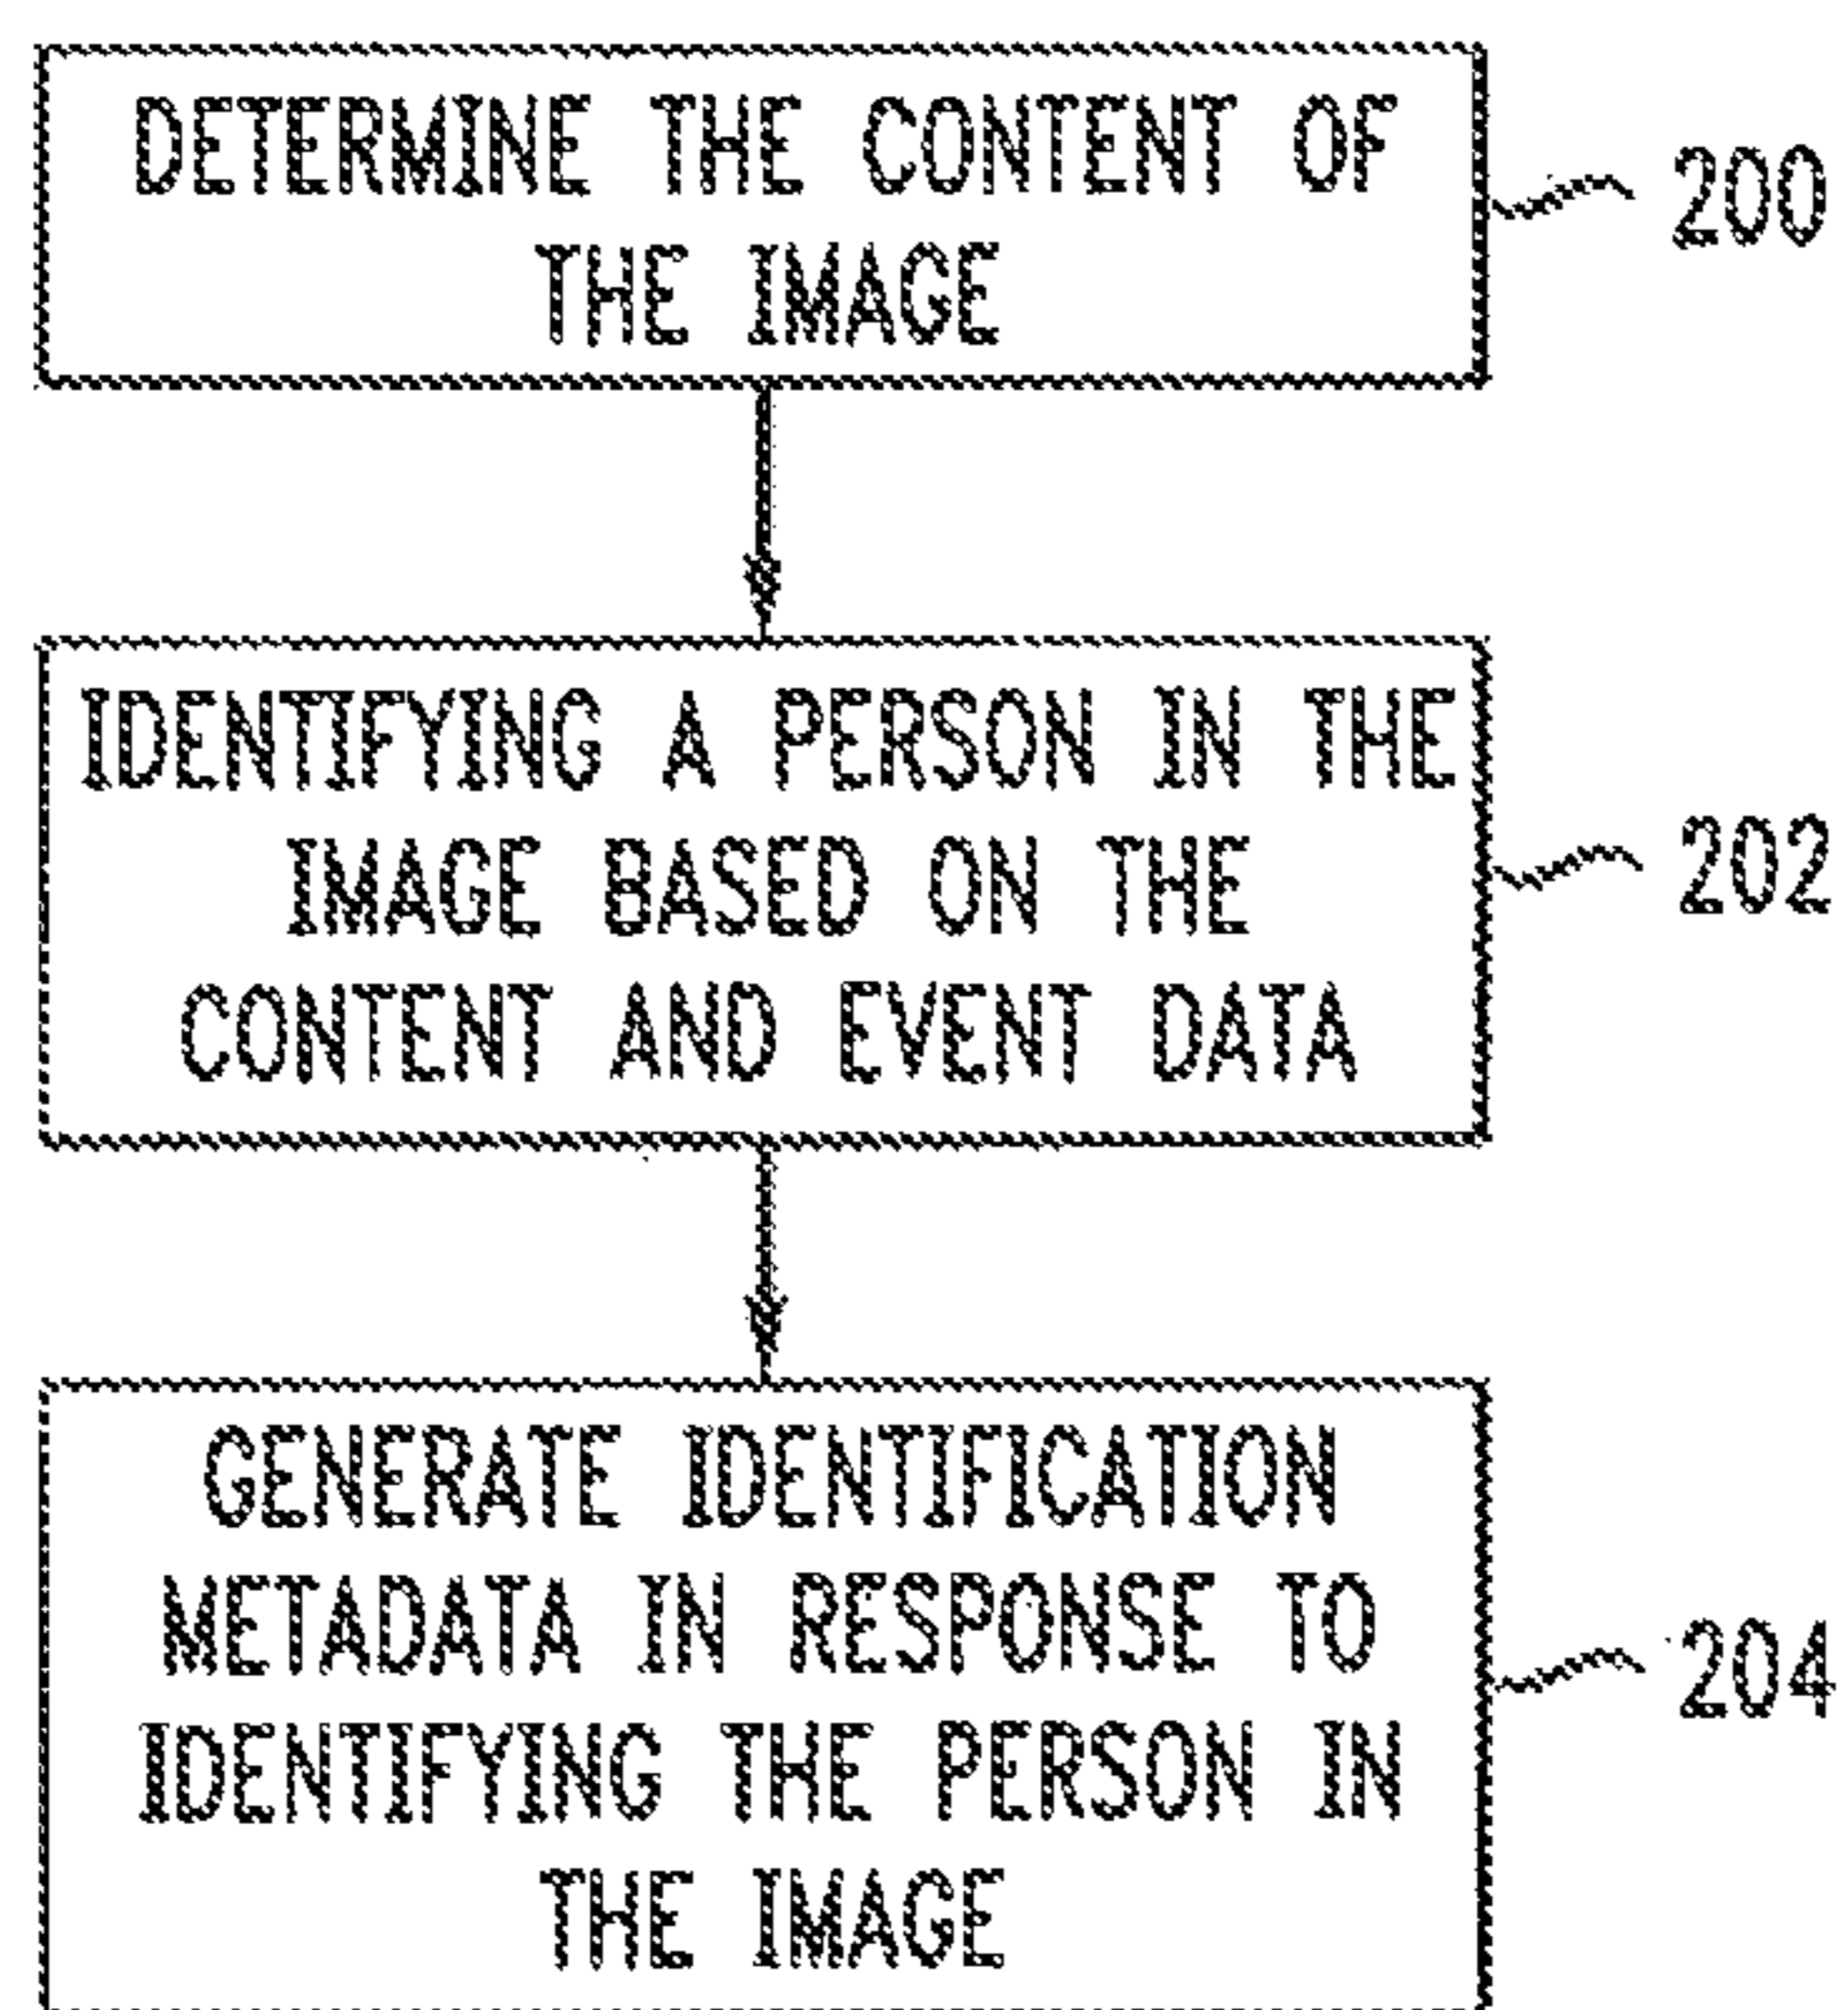 DETERMINE THE CONTENT OF
THE IMAGE
200
IDENTIFYING A PERSON IN THE
IMAGE BASED ON THE
CONTENT AND EVENT DATA
202
GENERATE IDENTIFICATION
METADATA IN RESPONSE TO
IDENTIFYING THE PERSON IN
THE IMAGE
204